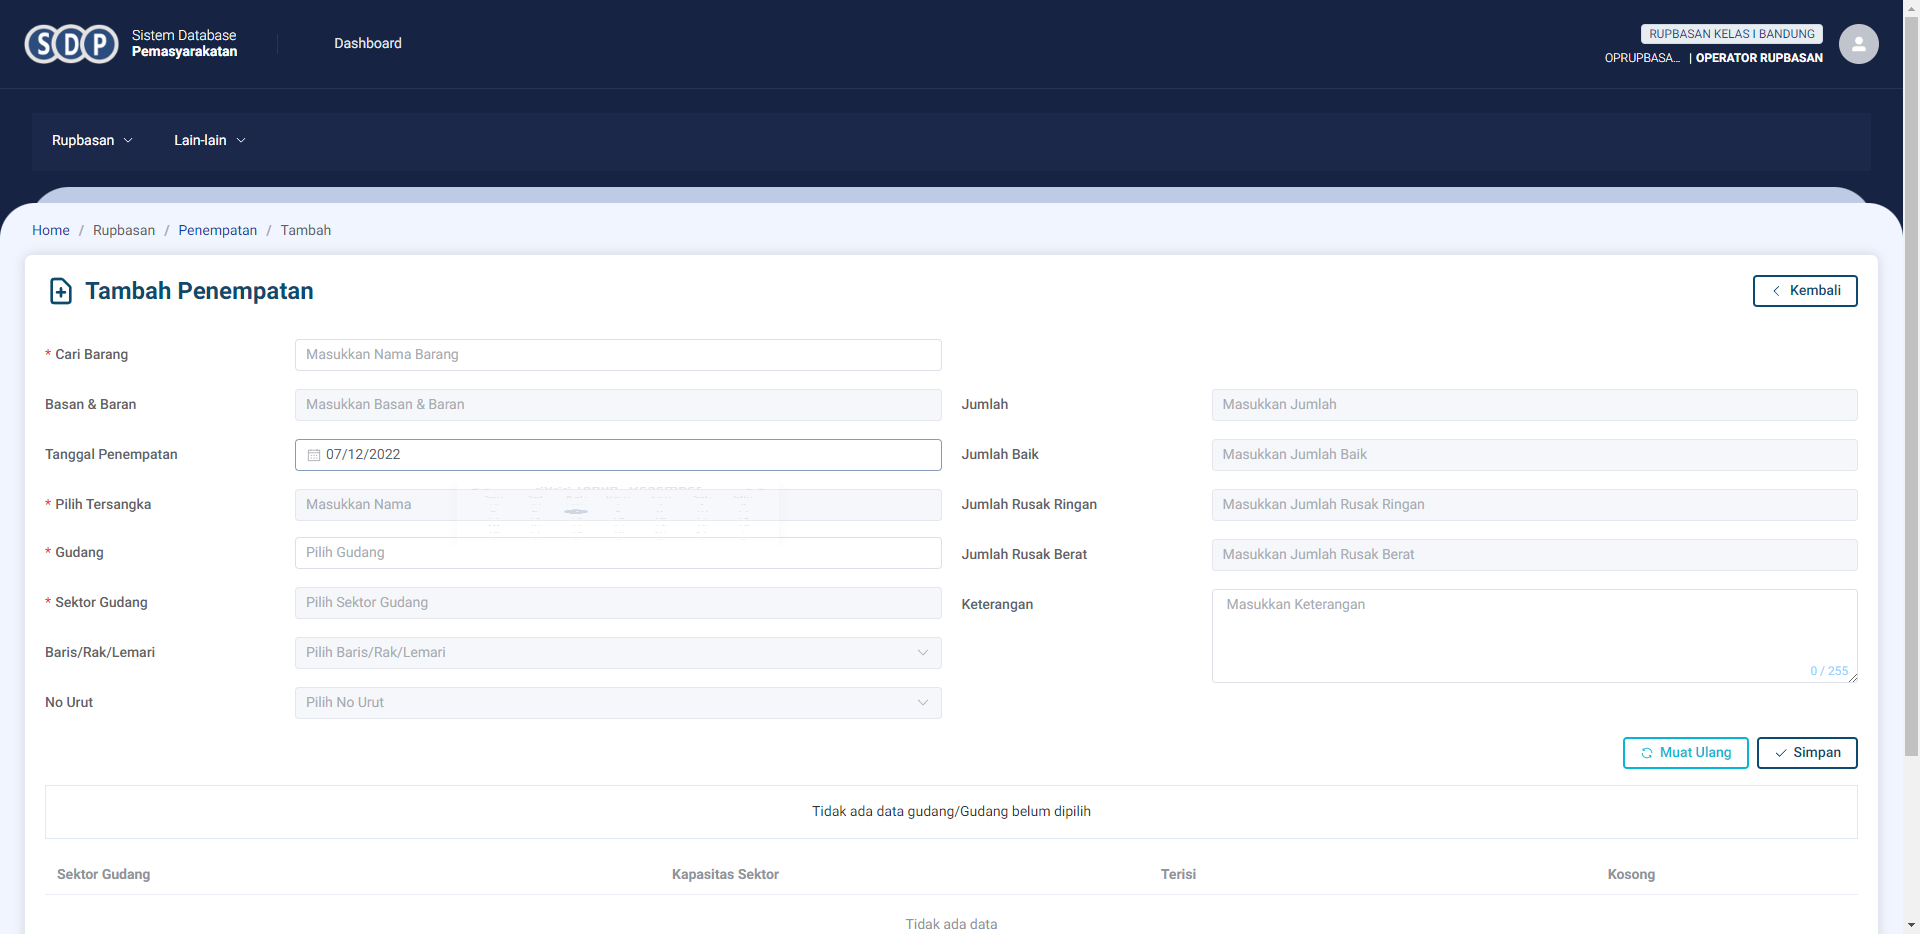 SDP
Sistem Database
Pemasyarakatan
Dashboard
RUPBASAN KELAS I BANDUNG
OPRUPBASA... | OPERATOR RUPBASAN
Rupbasan
Lain-lain
Home / Rupbasan / Penempatan / Tambah
Tambah Penempatan
Kembali
* Cari Barang
Masukkan Nama Barang
Basan & Baran
Masukkan Basan & Baran
Jumlah
Masukkan Jumlah
Tanggal Penempatan
07/12/2022
Jumlah Baik
Masukkan Jumlah Baik
* Pilih Tersangka
Masukkan Nama
Jumlah Rusak Ringan
Masukkan Jumlah Rusak Ringan
* Gudang
Pilih Gudang
Jumlah Rusak Berat
Masukkan Jumlah Rusak Berat
* Sektor Gudang
Pilih Sektor Gudang
Keterangan
Masukkan Keterangan
0 / 255
Baris/Rak/Lemari
Pilih Baris/Rak/Lemari
No Urut
Pilih No Urut
Muat Ulang
Simpan
Tidak ada data gudang/Gudang belum dipilih
Sektor Gudang
Kapasitas Sektor
Terisi
Kosong
Tidak ada data